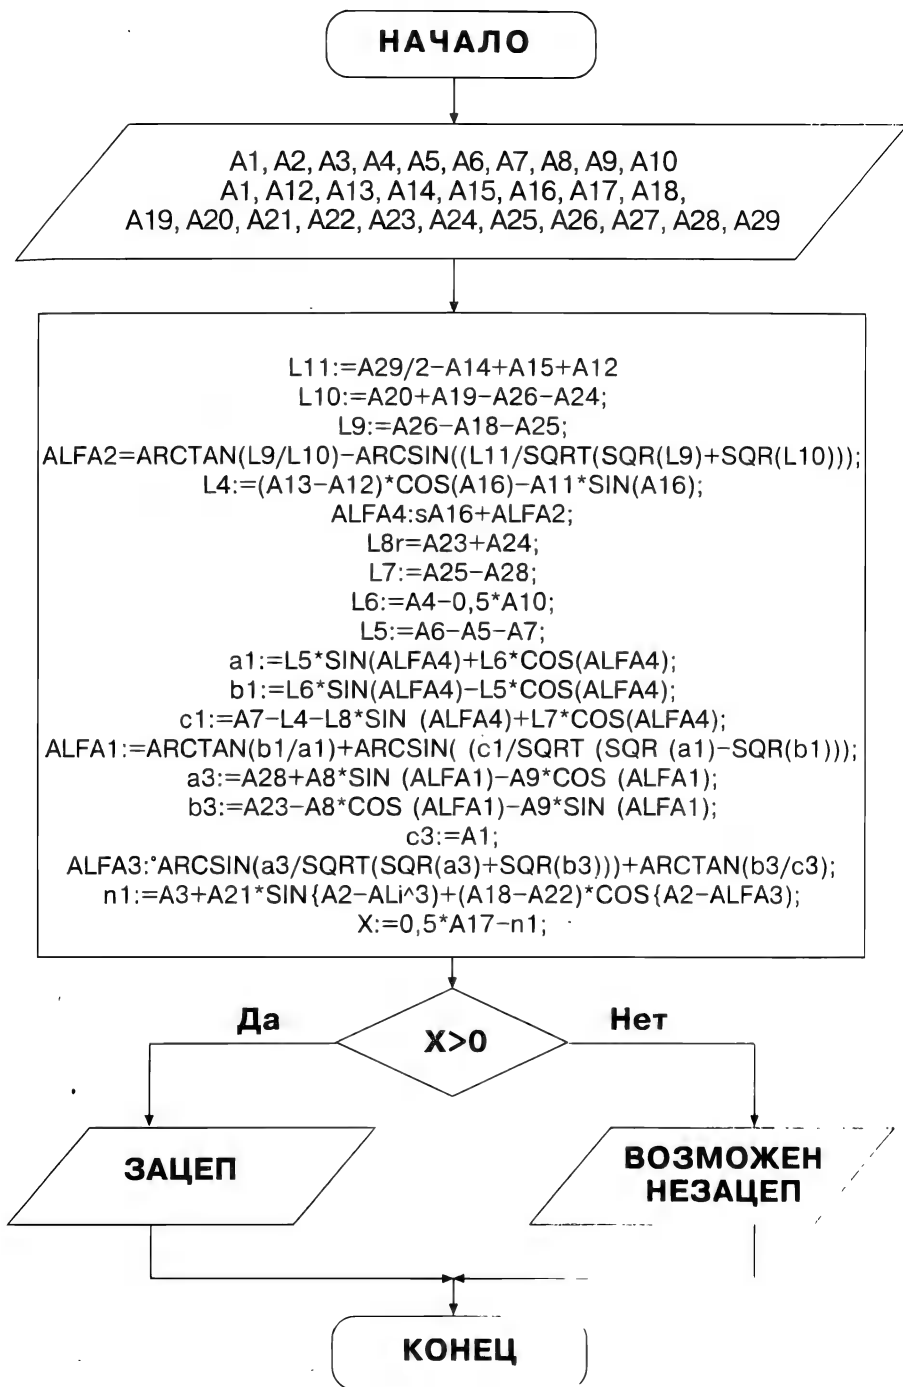 НАЧАЛО
A1, A2, A3, A4, A5, A6, A7, A8, A9, A10
A1, A12, A13, A14, A15, A16, A17, A18,
A19, A20, A21, A22, A23, A24, A25, A26, A27, A28, A29
L11:=A29/2-A14+A15+A12
L10:=A20+A19-A26-A24;
L9:=A26-A18-A25;
ALFA2=ARCTAN(L9/L10)-ARCSIN((L11/SQRT(SQR(L9)+SQR(L10)));
L4:=(A13-A12)*COS(A16)-A11*SIN(A16);
ALFA4:sA16+ALFA2;
L8r=A23+A24;
L7:=A25-A28;
L6:=A4-0,5*A10;
L5:=A6-A5-A7;
a1:=L5*SIN(ALFA4)+L6*COS(ALFA4);
b1:=L6*SIN(ALFA4)-L5*COS(ALFA4);
c1:=A7-L4-L8*SIN (ALFA4)+L7*COS(ALFA4);
ALFA1:=ARCTAN(b1/a1)+ARCSIN( (c1/SQRT (SQR (a1)-SQR(b1)));
a3:=A28+A8*SIN (ALFA1)-A9*COS (ALFA1);
b3:=A23-A8*COS (ALFA1)-A9*SIN (ALFA1);
c3:=A1;
ALFA3:°ARCSIN(a3/SQRT(SQR(a3)+SQR(b3)))+ARCTAN(b3/c3);
n1:=A3+A21*SIN{A2-ALi^3)+(A18-A22)*COS{A2-ALFA3);
X:=0,5*A17-n1;
Да
X>0
Нет
ЗАЦЕП
ВОЗМОЖЕН
НЕЗАЦЕП
КОНЕЦ